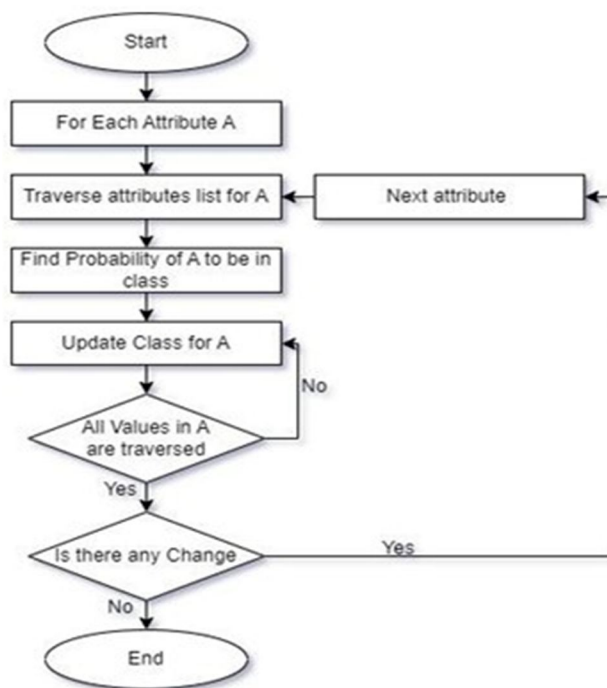 Start
For Each Attribute A
Traverse attributes list for A
Next attribute
Find Probability of A to be in
class
Update Class for A
No
All Values in A
are traversed
Yes
Is there any Change
Yes
No
End